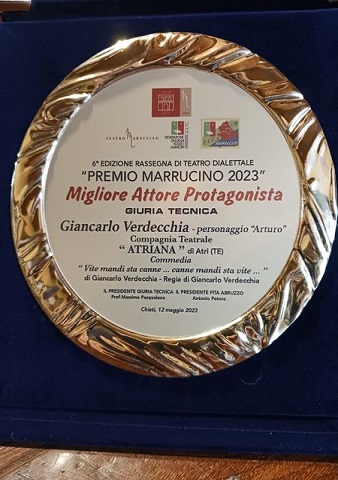 TEATRO MARRUCINO
6ª EDIZIONE RASSEGNA DI TEATRO DIALETTALE
"PREMIO MARRUCINO 2023"
Migliore Attore Protagonista
GIURIA TECNICA
Giancarlo Verdecchia - personaggio "Arturo"
Compagnia Teatrale
" ATRIANA " di Atri (TE)
Commedia
" Vite mandi sta canne ... canne mandi sta vite ... "
di Giancarlo Verdecchia - Regia di Giancarlo Verdecchia
IL PRESIDENTE GIURIA TECNICA IL PRESIDENTE FITA ABRUZZO
Prof.Massimo Pasqualone Antonio Potere
Chieti, 12 maggio 2023